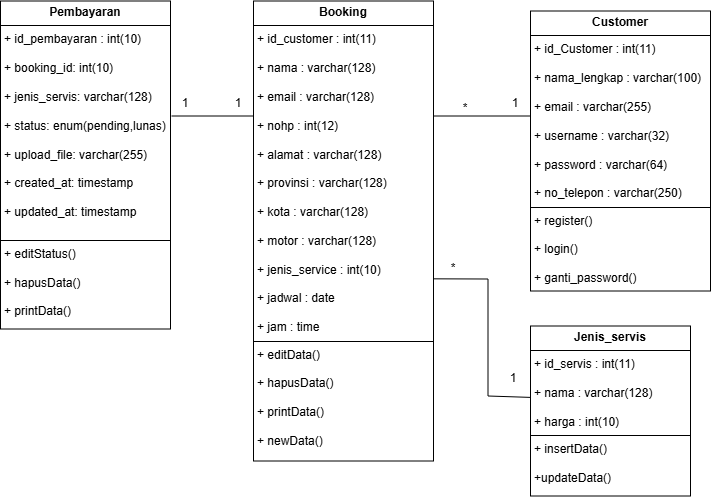 Pembayaran
+ id_pembayaran : int(10)
+ booking_id: int(10)
+ jenis_servis: varchar(128)
+ status: enum(pending,lunas)
+ upload_file: varchar(255)
+ created_at: timestamp
+ updated_at: timestamp
+ editStatus()
+ hapusData()
+ printData()
1
1
Booking
+ id_customer : int(11)
+ nama : varchar(128)
+ email : varchar(128)
+ nohp : int(12)
+ alamat : varchar(128)
+ provinsi : varchar(128)
+ kota : varchar(128)
+ motor : varchar(128)
+ jenis_service : int(10)
+ jadwal : date
+ jam : time
+ editData()
+ hapusData()
+ printData()
+ newData()
*
1
*
1
Customer
+ id_Customer : int(11)
+ nama_lengkap : varchar(100)
+ email : varchar(255)
+ username : varchar(32)
+ password : varchar(64)
+ no_telepon : varchar(250)
+ register()
+ login()
+ ganti_password()
Jenis_servis
+ id_servis : int(11)
+ nama : varchar(128)
+ harga : int(10)
+ insertData()
+updateData()